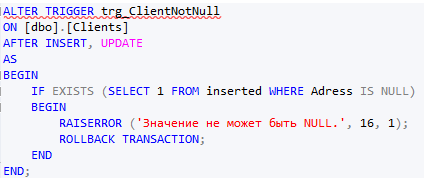 ALTER TRIGGER trg_ClientNotNull
ON [dbo].[Clients]
AFTER INSERT, UPDATE
AS
BEGIN
    IF EXISTS (SELECT 1 FROM inserted WHERE Adress IS NULL)
    BEGIN
        RAISERROR ('Значение не может быть NULL.', 16, 1);
        ROLLBACK TRANSACTION;
    END
END;